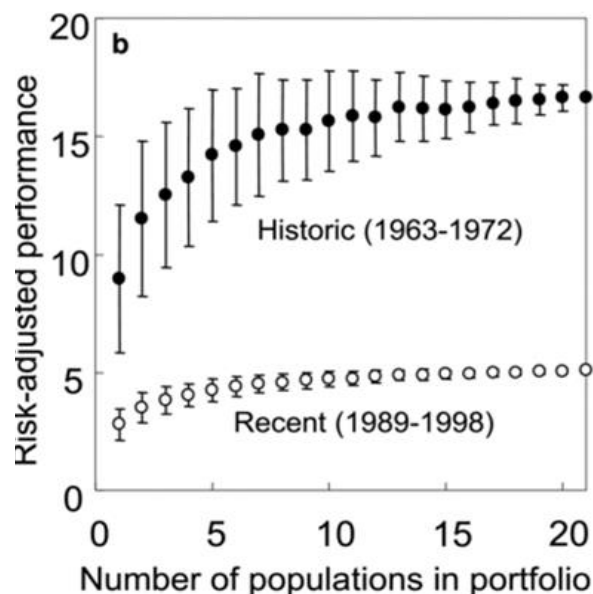 20
b
15
Historic (1963-1972)
10
5
Recent (1989-1998)
0
0 5 10 15 20
Number of populations in portfolio
Risk-adjusted performance